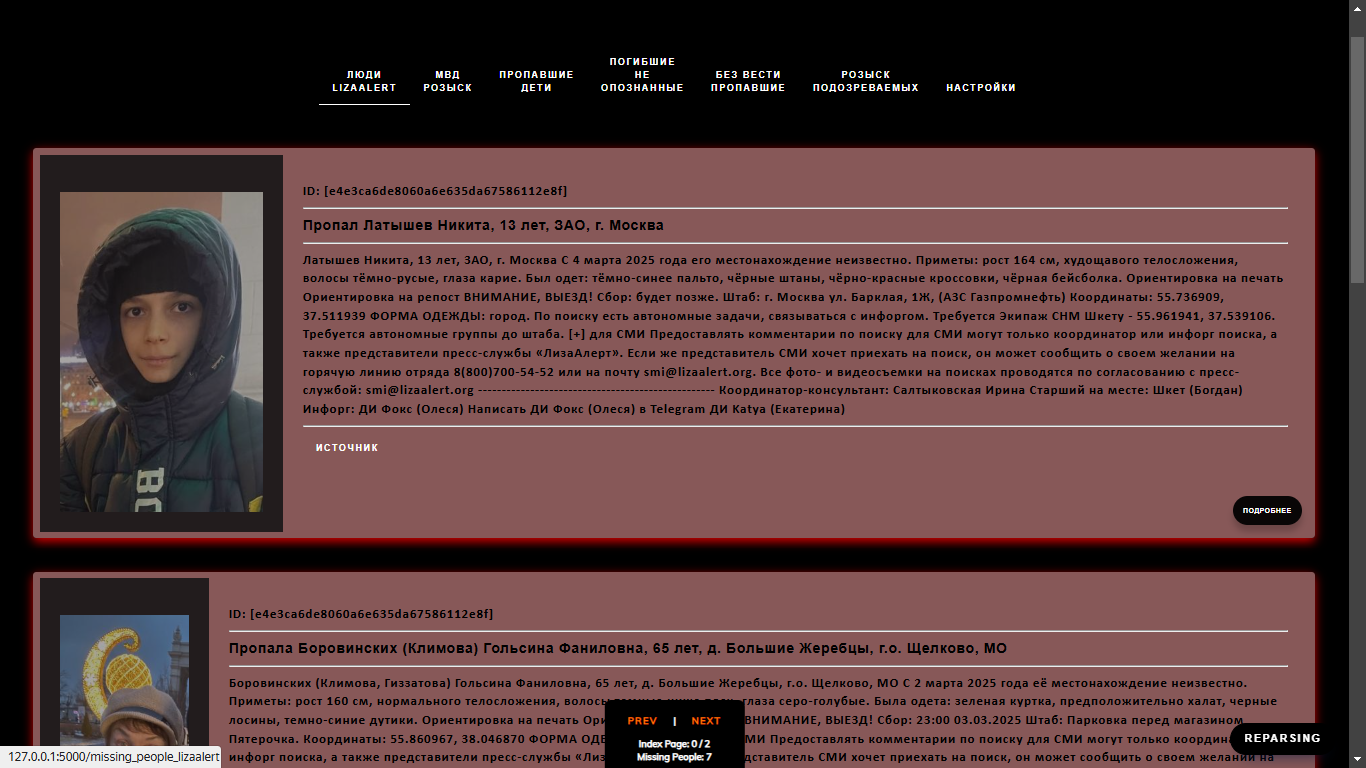 ЛЮДИ
LIZAALERT
МВД
РОЗЫСК
ПРОПАВШИЕ
ДЕТИ
ПОГИБШИЕ
НЕ
ОПОЗНАННЫЕ
БЕЗ ВЕСТИ
ПРОПАВШИЕ
РОЗЫСК
ПОДОЗРЕВАЕМЫХ
НАСТРОЙКИ
ID: [e4e3ca6de8060a6e635da67586112e8f]
Пропал Латышев Никита, 13 лет, ЗАО, г. Москва
Латышев Никита, 13 лет, ЗАО, г. Москва С 4 марта 2025 года его местонахождение неизвестно. Приметы: рост 164 см, худощавого телосложения,
волосы тёмно-русые, глаза карие. Был одет: тёмно-синее пальто, чёрные штаны, чёрно-красные кроссовки, чёрная бейсболка. Ориентировка на печать
Ориентировка на репост ВНИМАНИЕ, ВЫЕЗД! Сбор: будет позже. Штаб: г. Москва ул. Барклая, 1Ж, (АЗС Газпромнефть) Координаты: 55.736909,
37.511939 ФОРМА ОДЕЖДЫ: город. По поиску есть автономные задачи, связываться с инфоргом. Требуется Экипаж СНМ Шкету - 55.961941, 37.539106.
Требуется автономные группы до штаба. [+] для СМИ Предоставлять комментарии по поиску для СМИ могут только координатор или инфорг поиска, а
также представители пресс-службы «ЛизаАлерт». Если же представитель СМИ хочет приехать на поиск, он может сообщить о своем желании на
горячую линию отряда 8(800)700-54-52 или на почту smi@lizaalert.org. Все фото- и видеосъемки на поисках проводятся по согласованию с пресс-
службой: smi@lizaalert.org ------------------------------------------------ Координатор-консультант: Салтыковская Ирина Старший на месте: Шкет (Богдан)
Инфорг: ДИ Фокс (Олеся) Написать ДИ Фокс (Олеся) в Telegram ДИ Katya (Екатерина)
ИСТОЧНИК
ПОДРОБНЕЕ
ID: [e4e3ca6de8060a6e635da67586112e8f]
Пропала Боровинских (Климова) Гольсина Фаниловна, 65 лет, д. Большие Жеребцы, г.о. Щелково, МО
Боровинских (Климова, Гиззатова) Гольсина Фаниловна, 65 лет, д. Большие Жеребцы, г.о. Щелково, МО С 2 марта 2025 года её местонахождение неизвестно.
Приметы: рост 160 см, нормального телосложения, волосы глаза серо-голубые. Была одета: зеленая куртка, предположительно халат, черные
лосины, темно-синие дутики. Ориентировка на печать ВНИМАНИЕ, ВЫЕЗД! Сбор: 23:00 03.03.2025 Штаб: Парковка перед магазином
Пятерочка. Координаты: 55.860967, 38.046870 ФОРМА Предоставлять комментарии по поиску для СМИ могут только
инфорг поиска, а также представители пресс-службы СМИ хочет приехать на поиск, он может сообщить о своем желании на
PREV | NEXT
Index Page: 0 / 2
Missing People: 7
REPARSING
127.0.0.1:5000/missing_people_lizaalert